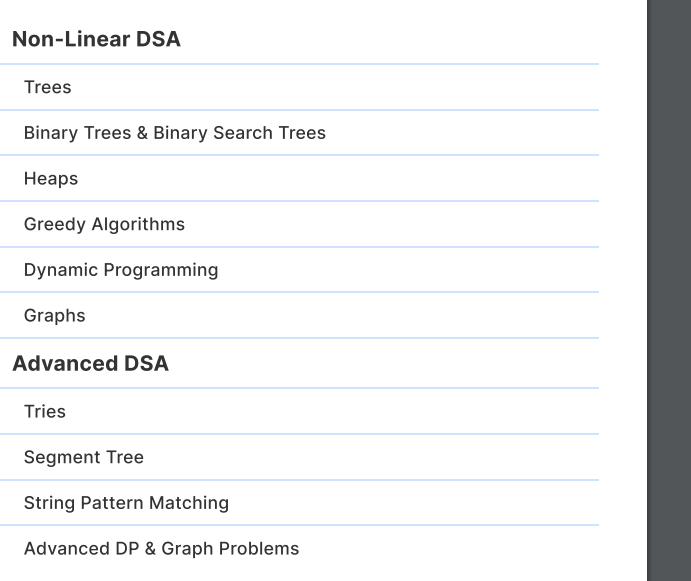 Non-Linear DSA
Trees
Binary Trees & Binary Search Trees
Heaps
Greedy Algorithms
Dynamic Programming
Graphs
Advanced DSA
Tries
Segment Tree
String Pattern Matching
Advanced DP & Graph Problems